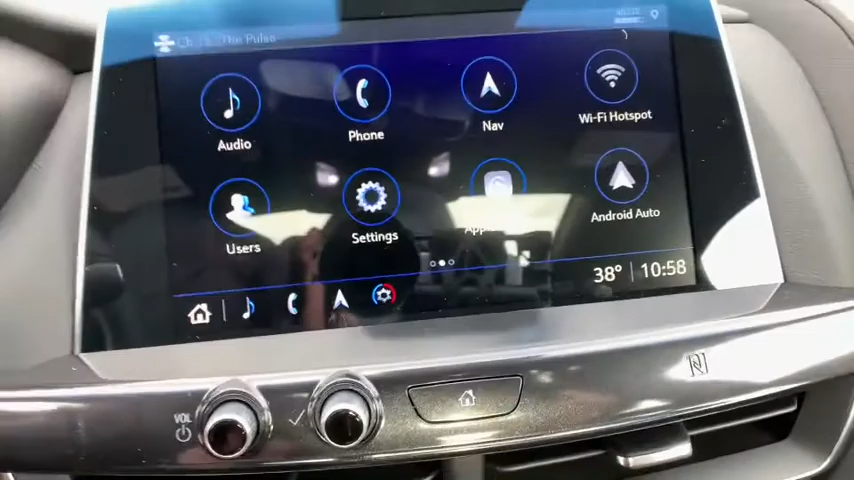 The Pulse
Audio
Phone
Nav
Wi-Fi Hotspot
Users
Settings
Android Auto
38° 10:58
VOL